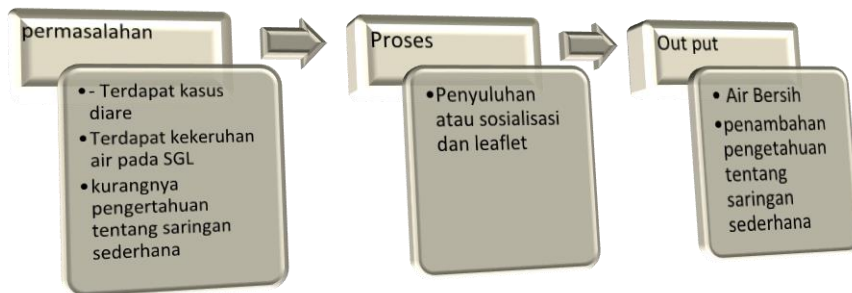 permasalahan
•- Terdapat kasus
diare
•Terdapat kekeruhan
air pada SGL
•kurangnya
pengertahuan
tentang saringan
sederhana
Proses
•Penyuluhan
atau sosialisasi
dan leaflet
Out put
• Air Bersih
•penambahan
pengetahuan
tentang
saringan
sederhana